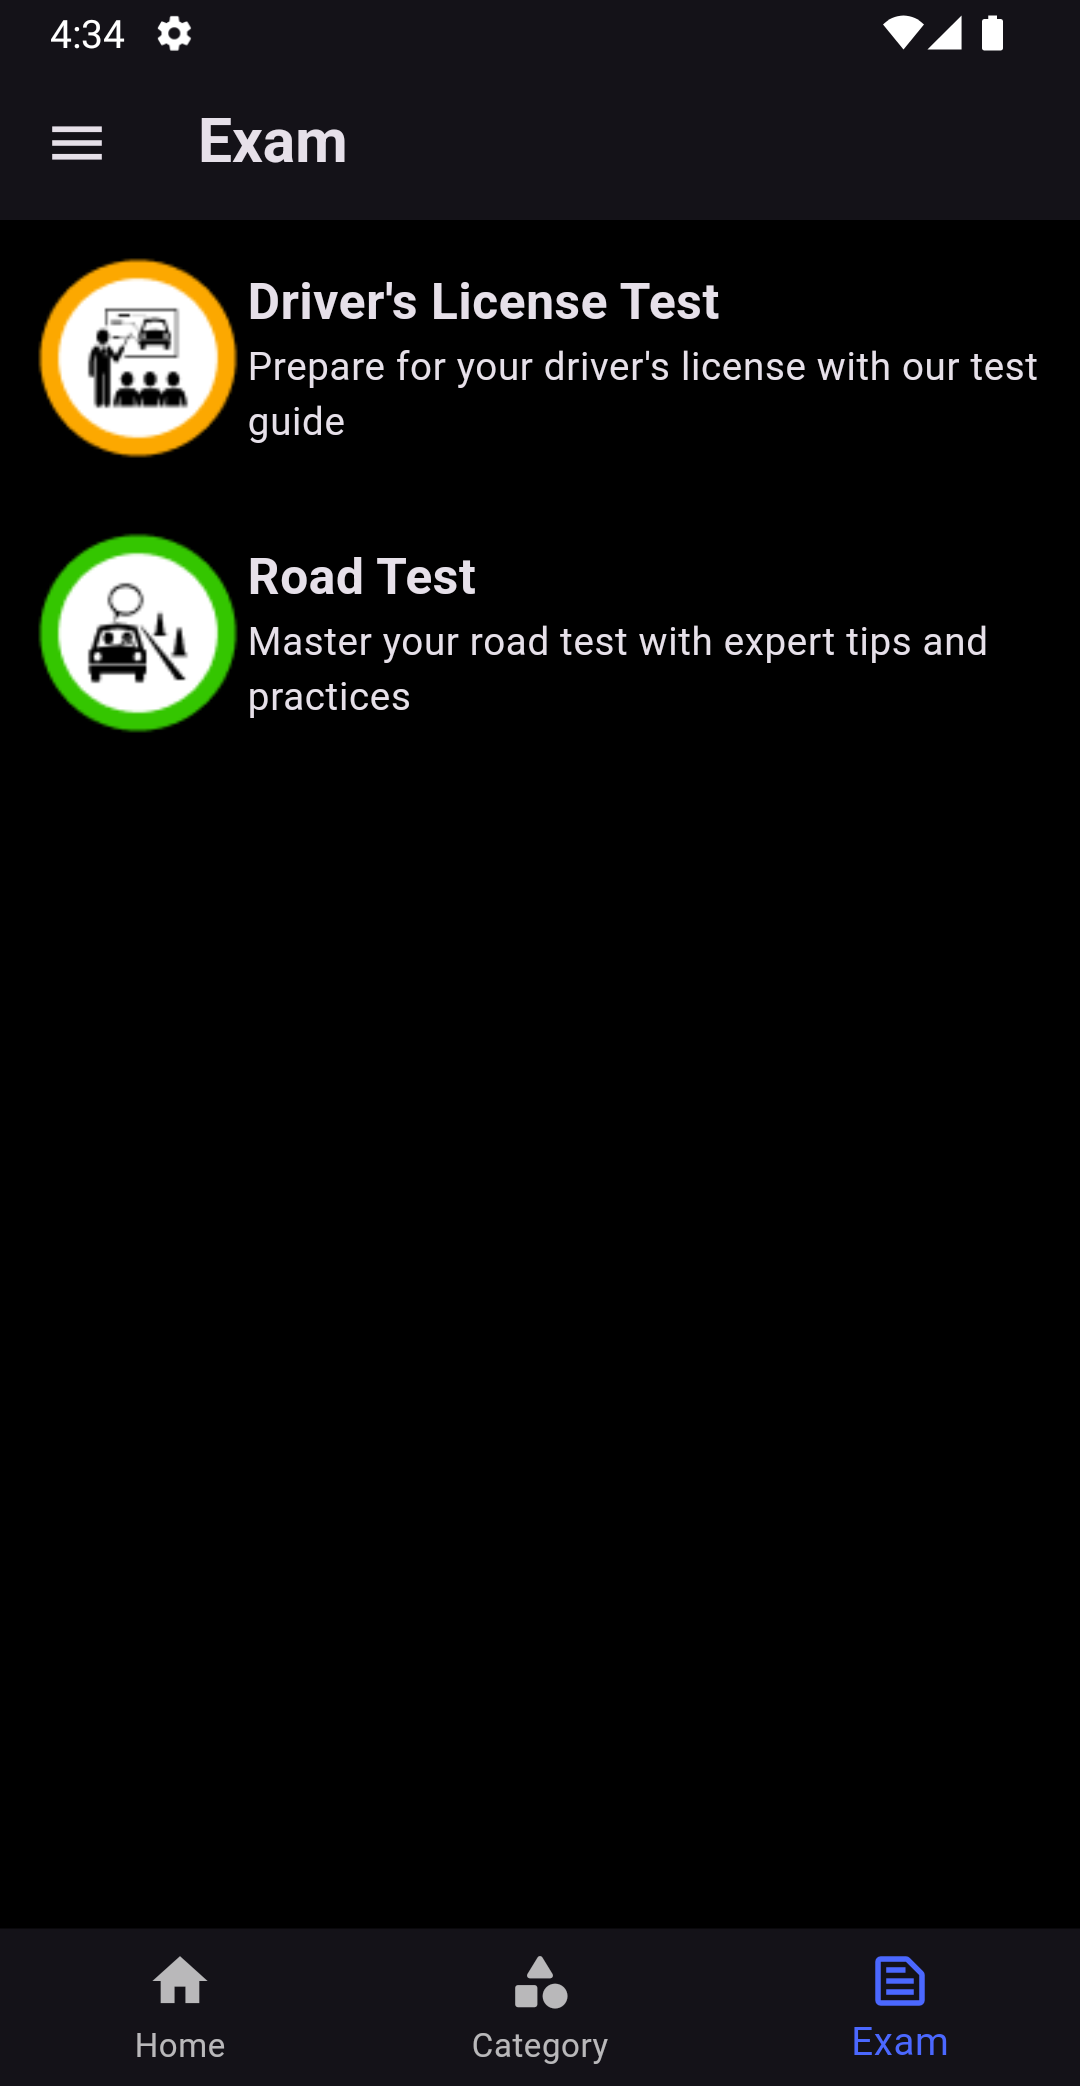 4:34
Exam
Driver's License Test
Prepare for your driver's license with our test
guide
Road Test
Master your road test with expert tips and
practices
Home
Category
Exam